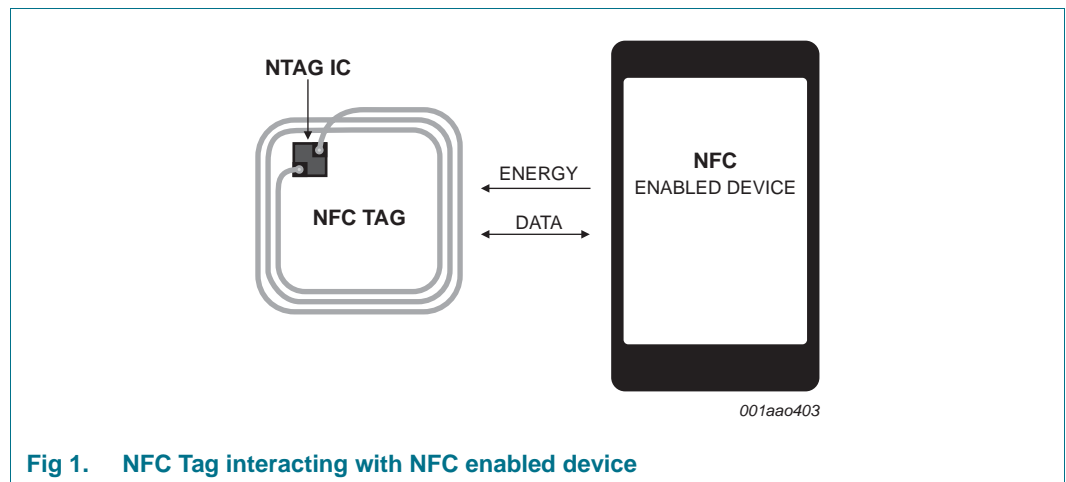 NTAG IC
NFC TAG
ENERGY
DATA
NFC
ENABLED DEVICE
001aao403
Fig 1. NFC Tag interacting with NFC enabled device